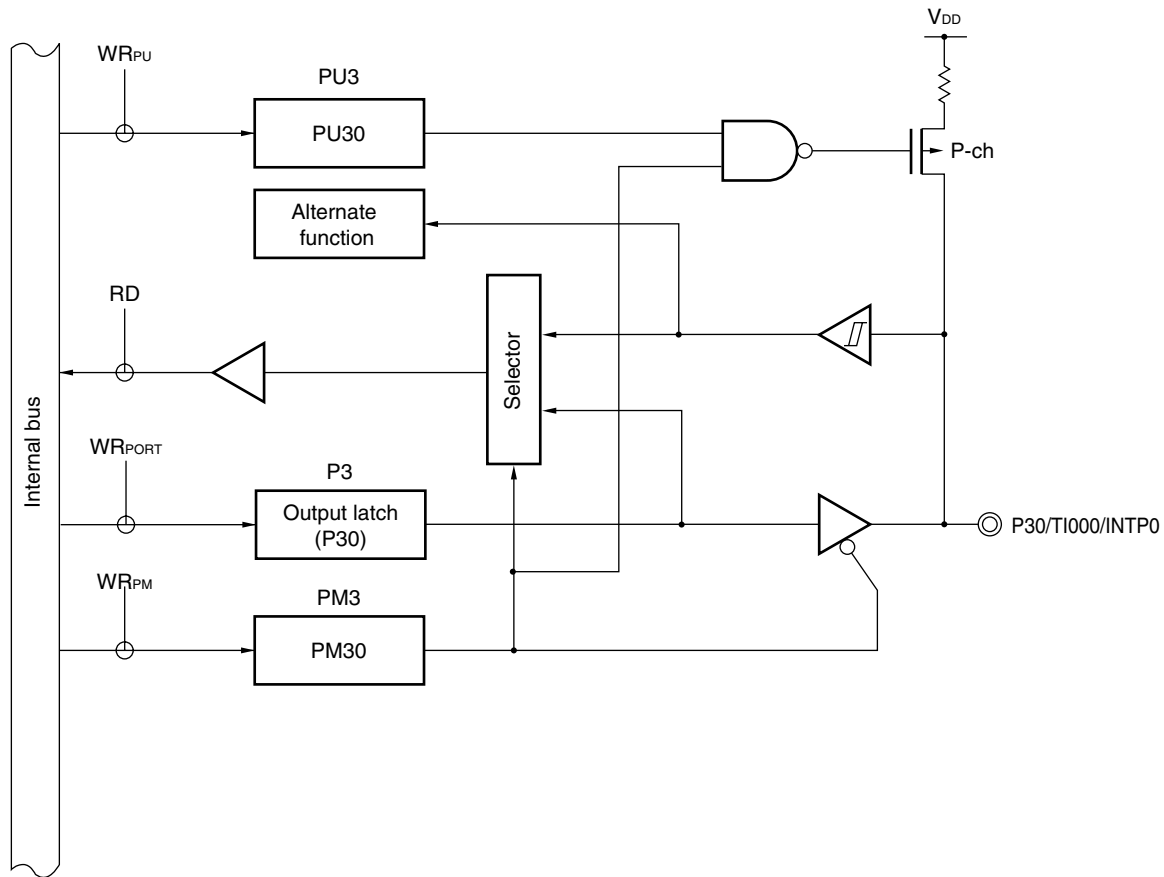 VDD
WRPU
PU3
PU30
P-ch
Alternate
function
RD
Selector
Internal bus
WRPORT
P3
Output latch
(P30)
P30/TI000/INTP0
WRPM
PM3
PM30